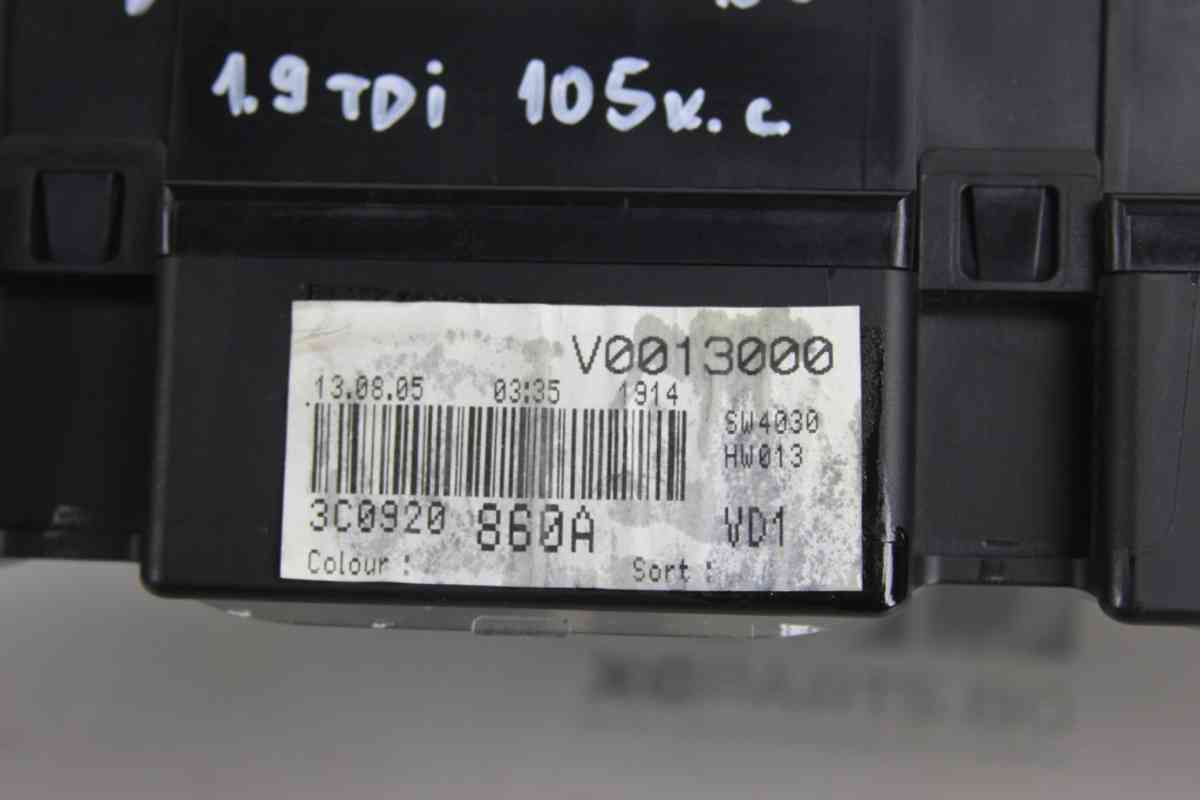 1.9 TDi 105к.с
V0013000
13.08.05 03:35 1914
SW4030
HW013
3C0920 860A VD1
Colour : Sort :